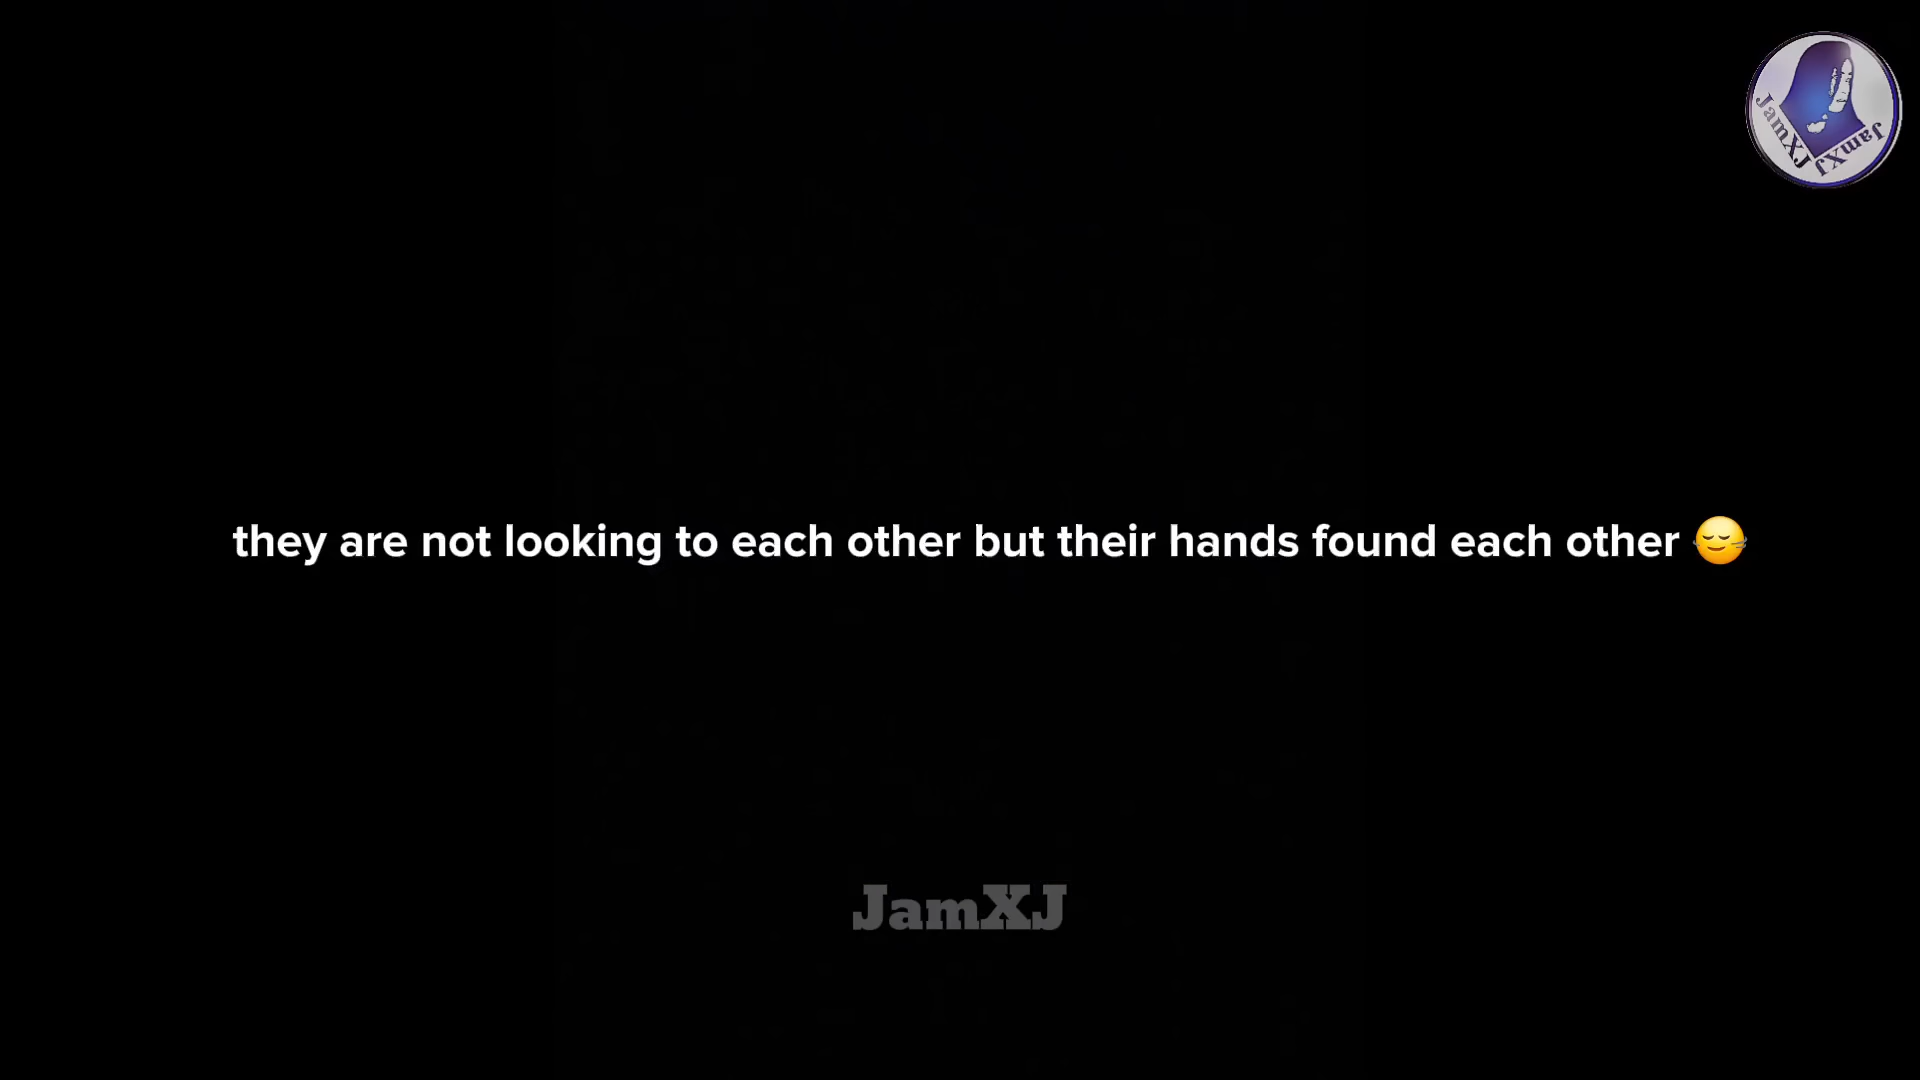 JamXJ JamXJ
they are not looking to each other but their hands found each other 😌
JamXJ